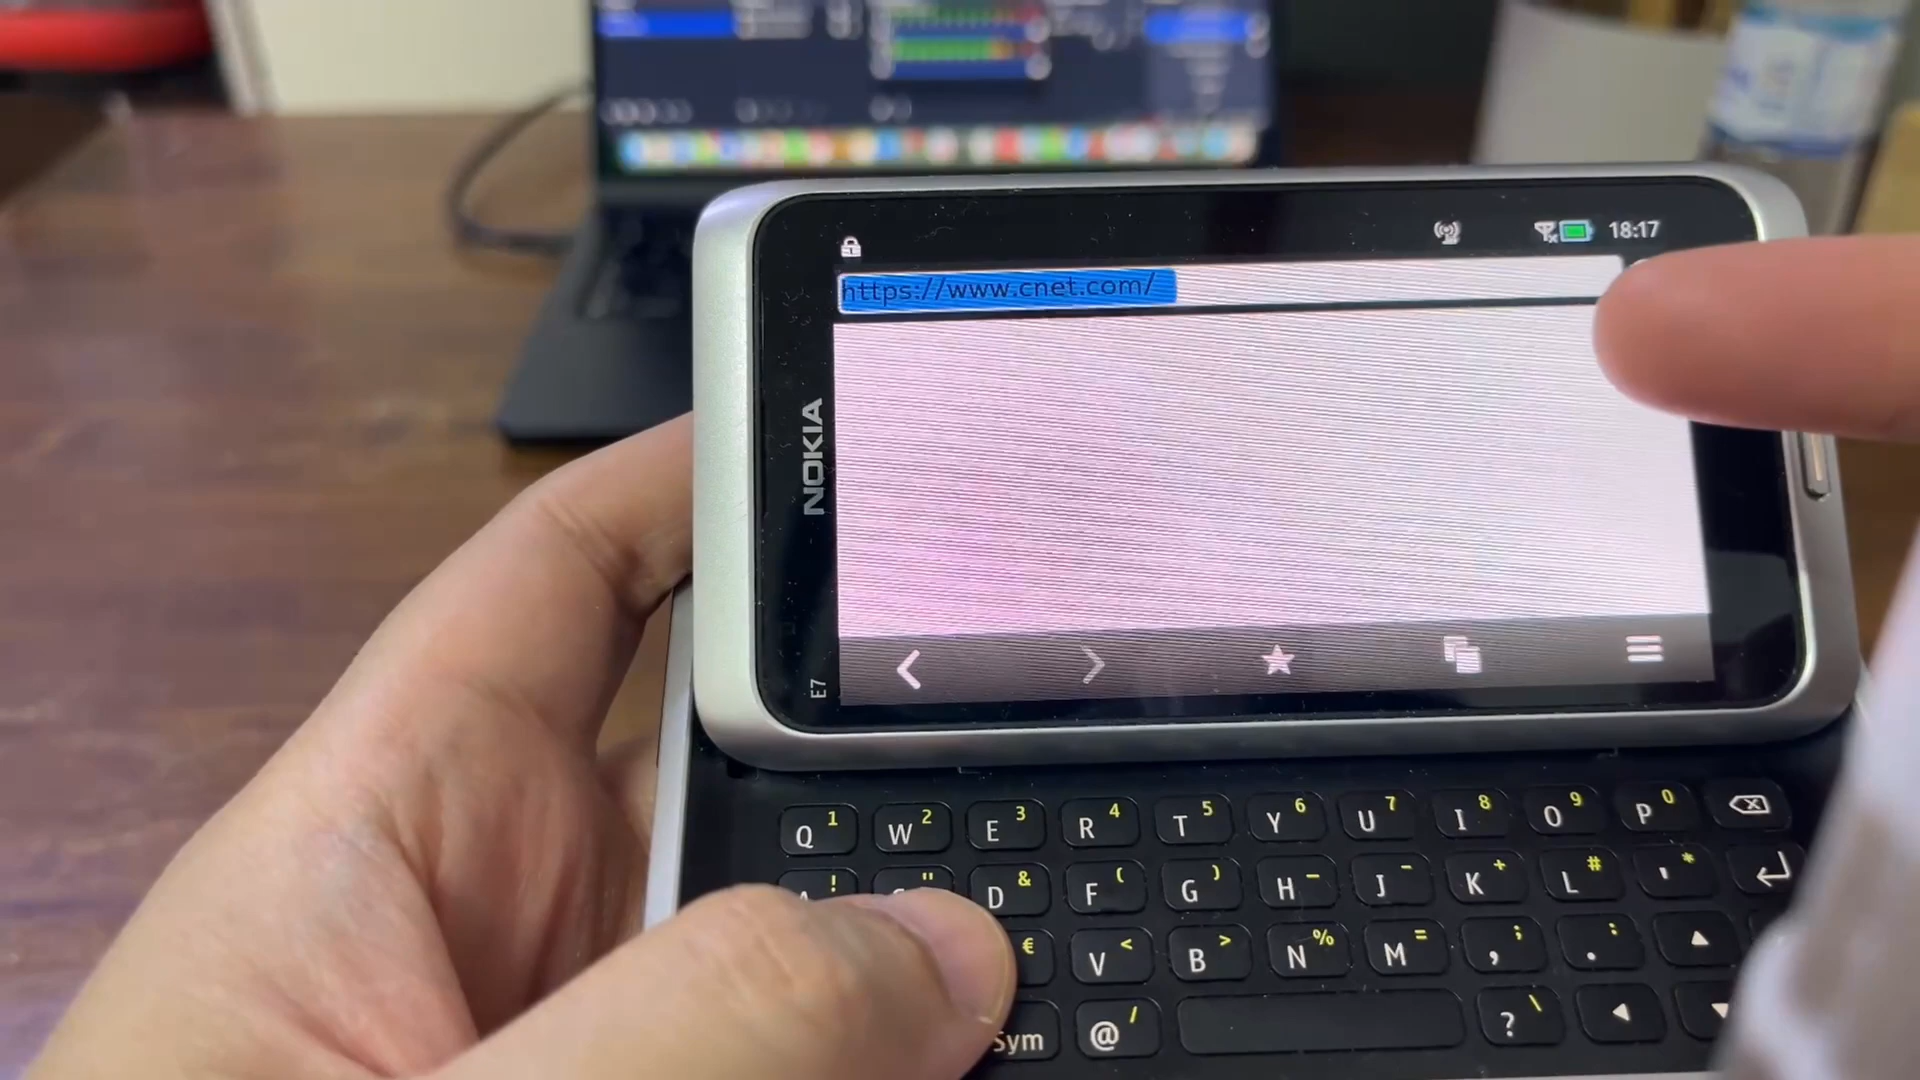 18:17
https://www.cnet.com/
NOKIA
E7
Q 1 W 2 E 3 R 4 T 5 Y 6 U 7 I 8 O 9 P 0
! " D & F ( G ) H - J - K + L # ' *
€ V < B > N % M = , ; . :
Sym @ / ? \